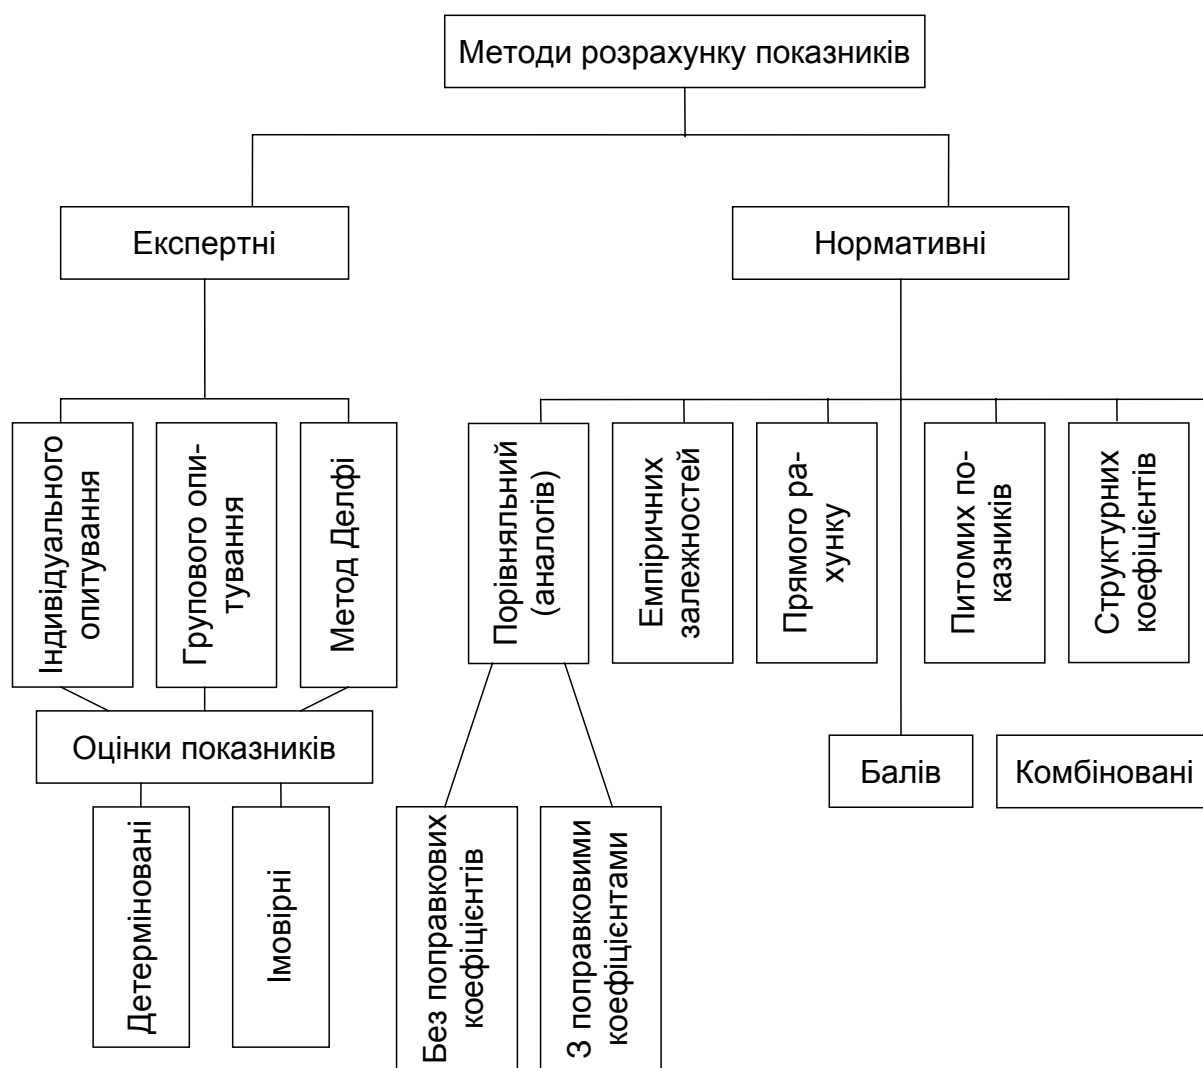 Методи розрахунку показників
Експертні
Нормативні
Індивідуального
опитування
Групового опи-
тування
Метод Делфі
Порівняльний
(аналогів)
Емпіричних
залежностей
Прямого ра-
хунку
Питомих по-
казників
Структурних
коефіцієнтів
Оцінки показників
Балів
Комбіновані
Детерміновані
Імовірні
Без поправкових
коефіцієнтів
З поправковими
коефіцієнтами